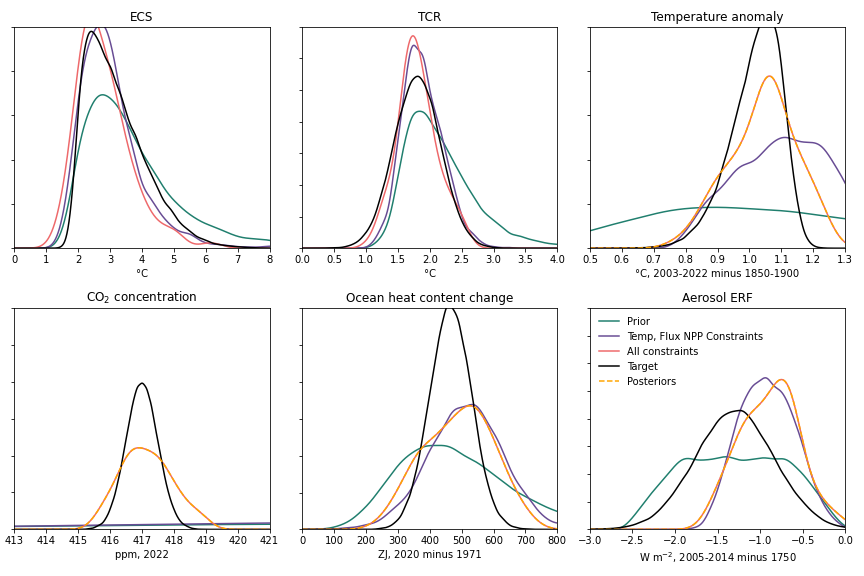 ECS
TCR
Temperature anomaly
0 1 2 3 4 5 6 7 8
0.0 0.5 1.0 1.5 2.0 2.5 3.0 3.5 4.0
0.5 0.6 0.7 0.8 0.9 1.0 1.1 1.2 1.3
°C
°C
°C, 2003-2022 minus 1850-1900
CO₂ concentration
Ocean heat content change
Aerosol ERF
Prior
Temp, Flux NPP Constraints
All constraints
Target
Posteriors
413 414 415 416 417 418 419 420 421
0 100 200 300 400 500 600 700 800
−3.0 −2.5 −2.0 −1.5 −1.0 −0.5 0.0
ppm, 2022
ZJ, 2020 minus 1971
W m⁻², 2005-2014 minus 1750